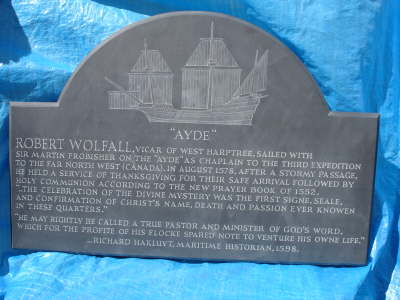 "AYDE"
ROBERT WOLFALL, VICAR OF WEST HARPTREE, SAILED WITH
SIR MARTIN FROBISHER ON THE "AYDE" AS CHAPLAIN TO THE THIRD EXPEDITION
TO THE FAR NORTH WEST (CANADA). IN AUGUST 1578, AFTER A STORMY PASSAGE,
HE HELD A SERVICE OF THANKSGIVING FOR THEIR SAFE ARRIVAL FOLLOWED BY
HOLY COMMUNION ACCORDING TO THE NEW PRAYER BOOK OF 1552.
"...THE CELEBRATION OF THE DIVINE MYSTERY WAS THE FIRST SIGNE, SEALE,
AND CONFIRMATION OF CHRIST'S NAME, DEATH AND PASSION EVER KNOWEN
IN THESE QUARTERS."
"HE MAY RIGHTLY BE CALLED A TRUE PASTOR AND MINISTER OF GOD'S WORD,
WHICH FOR THE PROFITE OF HIS FLOCKE SPARED NOTE TO VENTURE HIS OWNE LIFE."
...RICHARD HAKLUYT, MARITIME HISTORIAN, 1598.